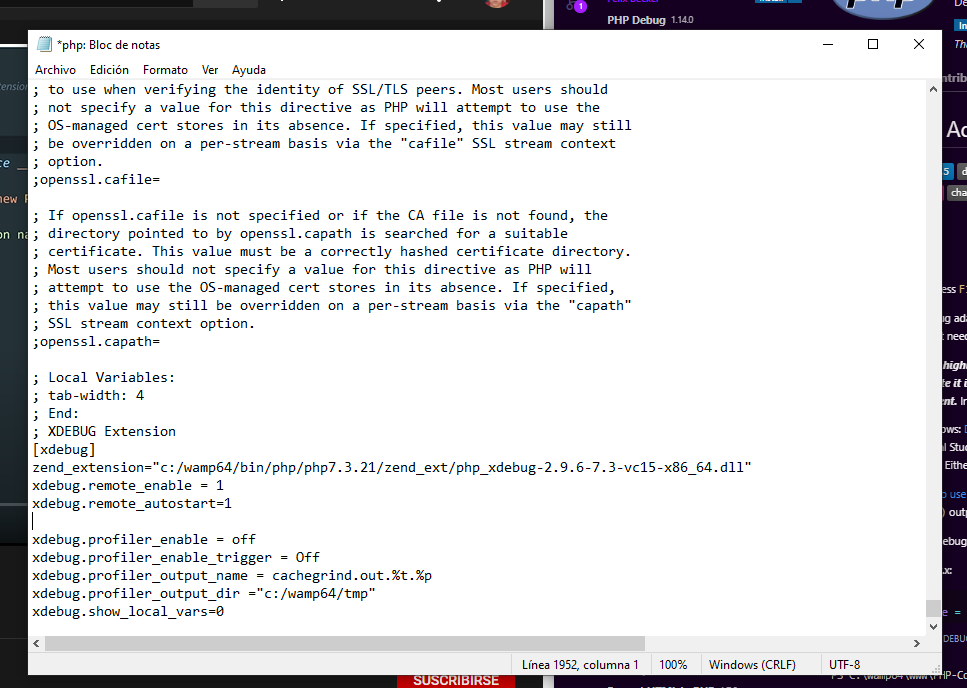 PHP Debug 1.14.0
*php: Bloc de notas
Archivo Edición Formato Ver Ayuda
; to use when verifying the identity of SSL/TLS peers. Most users should
; not specify a value for this directive as PHP will attempt to use the
; OS-managed cert stores in its absence. If specified, this value may still
; be overridden on a per-stream basis via the "cafile" SSL stream context
; option.
;openssl.cafile=
; If openssl.cafile is not specified or if the CA file is not found, the
; directory pointed to by openssl.capath is searched for a suitable
; certificate. This value must be a correctly hashed certificate directory.
; Most users should not specify a value for this directive as PHP will
; attempt to use the OS-managed cert stores in its absence. If specified,
; this value may still be overridden on a per-stream basis via the "capath"
; SSL stream context option.
;openssl.capath=
; Local Variables:
; tab-width: 4
; End:
; XDEBUG Extension
[xdebug]
zend_extension="c:/wamp64/bin/php/php7.3.21/zend_ext/php_xdebug-2.9.6-7.3-vc15-x86_64.dll"
xdebug.remote_enable = 1
xdebug.remote_autostart=1
xdebug.profiler_enable = off
xdebug.profiler_enable_trigger = Off
xdebug.profiler_output_name = cachegrind.out.%t.%p
xdebug.profiler_output_dir ="c:/wamp64/tmp"
xdebug.show_local_vars=0
Línea 1952, columna 1 100% Windows (CRLF) UTF-8
SUSCRIBIRSE